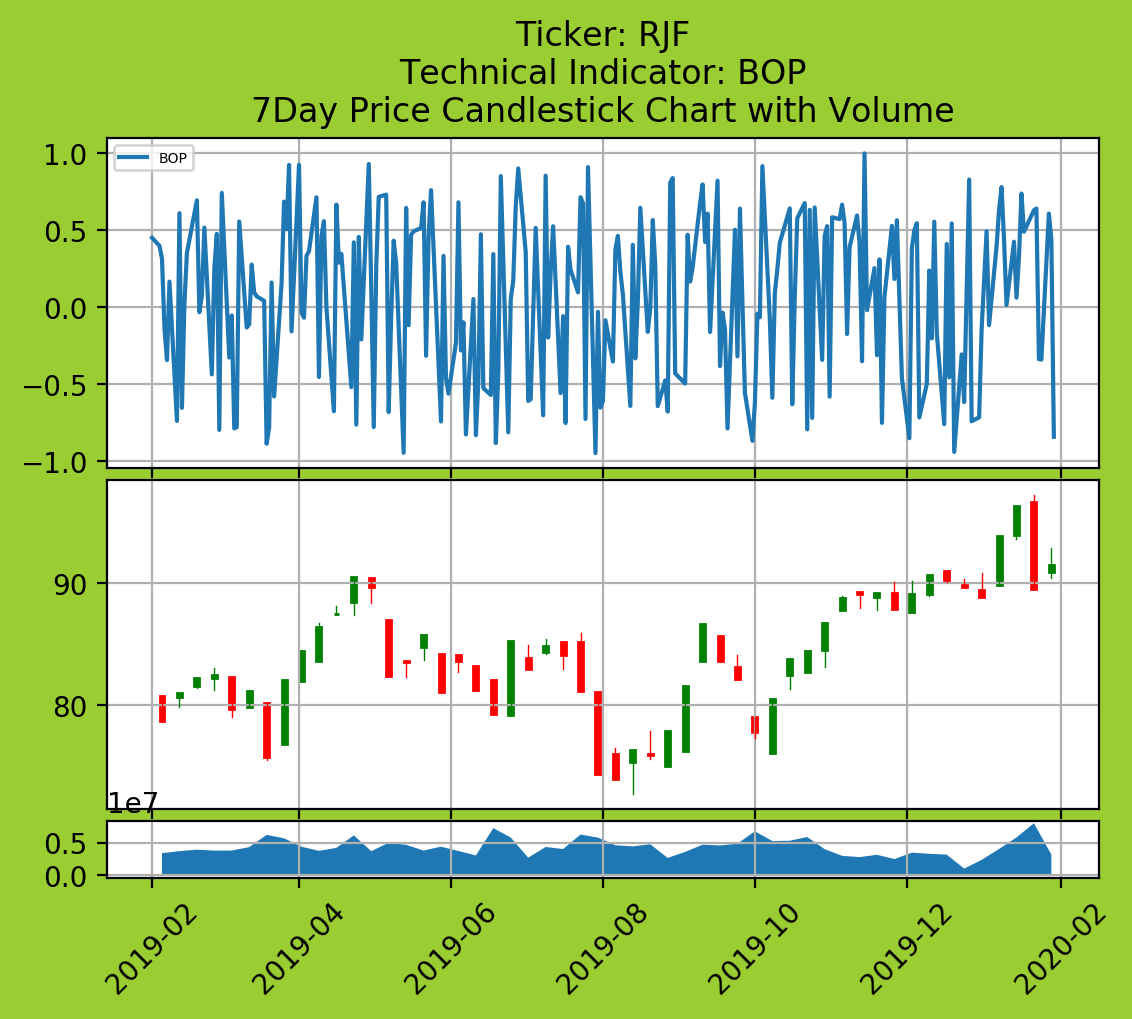 Ticker: RJF
Technical Indicator: BOP
7Day Price Candlestick Chart with Volume
BOP
1.0
0.5
0.0
−0.5
−1.0
90
80
1e7
0.5
0.0
2019-02 2019-04 2019-06 2019-08 2019-10 2019-12 2020-02